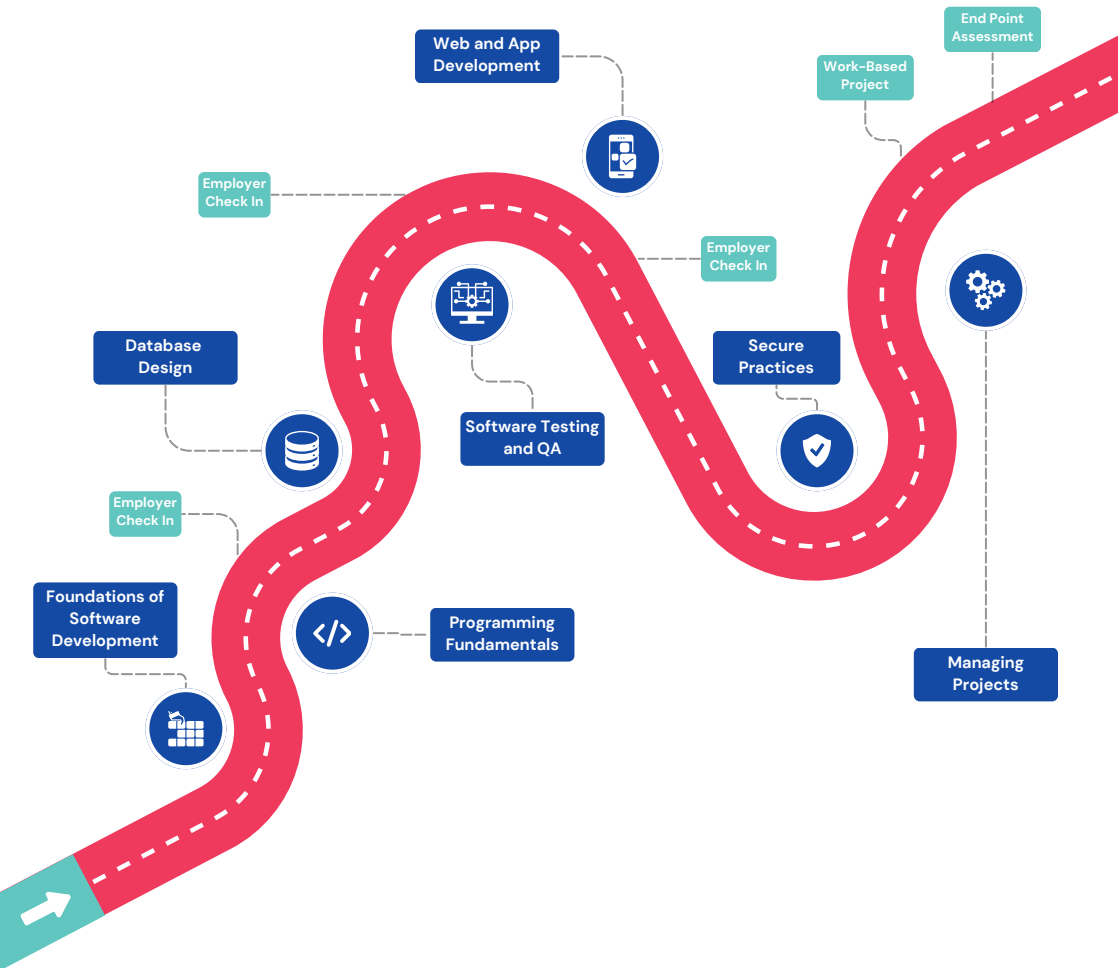 End Point
Assessment
Web and App
Development
Work-Based
Project
Employer
Check In
Employer
Check In
Database
Design
Secure
Practices
Software Testing
and QA
Employer
Check In
Foundations of
Software
Development
Programming
Fundamentals
Managing
Projects